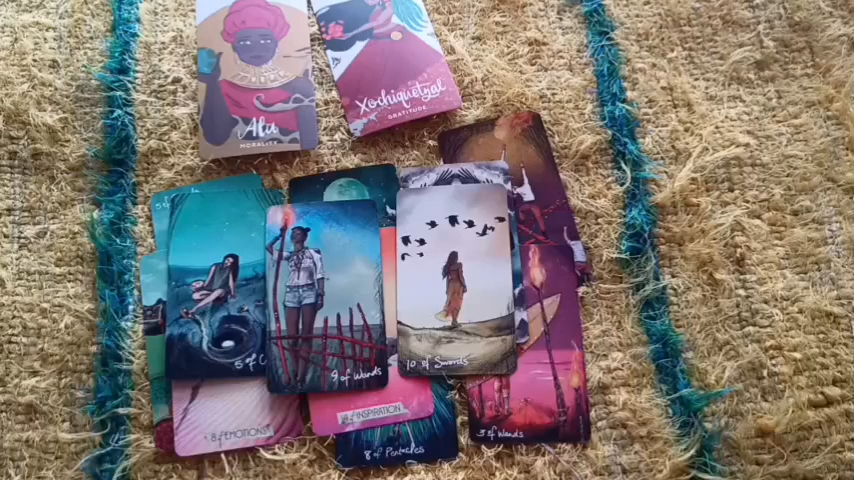 Ala
MORALITY
Xochiquetzal
GRATITUDE
5 of
9 of Wands
10 of Swords
8 of EMOTIONS
of INSPIRATION
3 of Wands
8 of Pentacles